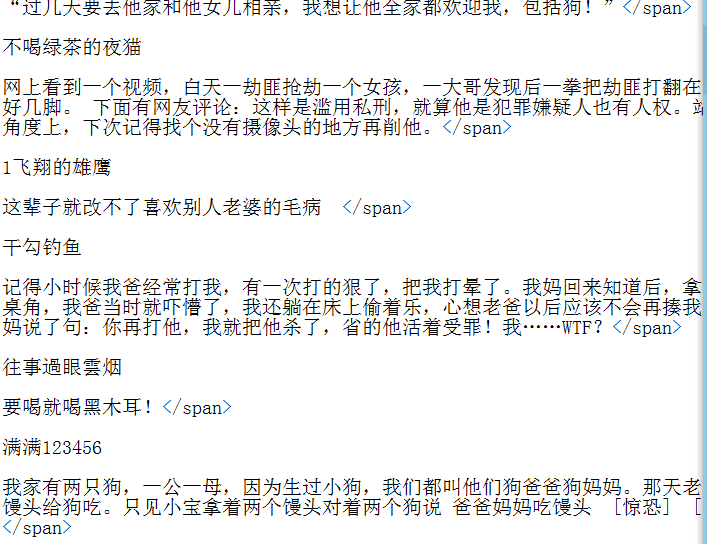 “过几天要去他家和他女儿相亲，我想让他全家都欢迎我，包括狗！”</span>
不喝绿茶的夜猫
网上看到一个视频，白天一劫匪抢劫一个女孩，一大哥发现后一拳把劫匪打翻在
好几脚。 下面有网友评论：这样是滥用私刑，就算他是犯罪嫌疑人也有人权。站
角度上，下次记得找个没有摄像头的地方再削他。</span>
1飞翔的雄鹰
这辈子就改不了喜欢别人老婆的毛病  </span>
干勾钓鱼
记得小时候我爸经常打我，有一次打的狠了，把我打晕了。我妈回来知道后，拿
桌角，我爸当时就吓懵了，我还躺在床上偷着乐，心想老爸以后应该不会再揍我
妈说了句：你再打他，我就把他杀了，省的他活着受罪！我……WTF？</span>
往事過眼雲烟
要喝就喝黑木耳！</span>
满满123456
我家有两只狗，一公一母，因为生过小狗，我们都叫他们狗爸爸狗妈妈。那天老
馒头给狗吃。只见小宝拿着两个馒头对着两个狗说 爸爸妈妈吃馒头  [惊恐]  [
</span>